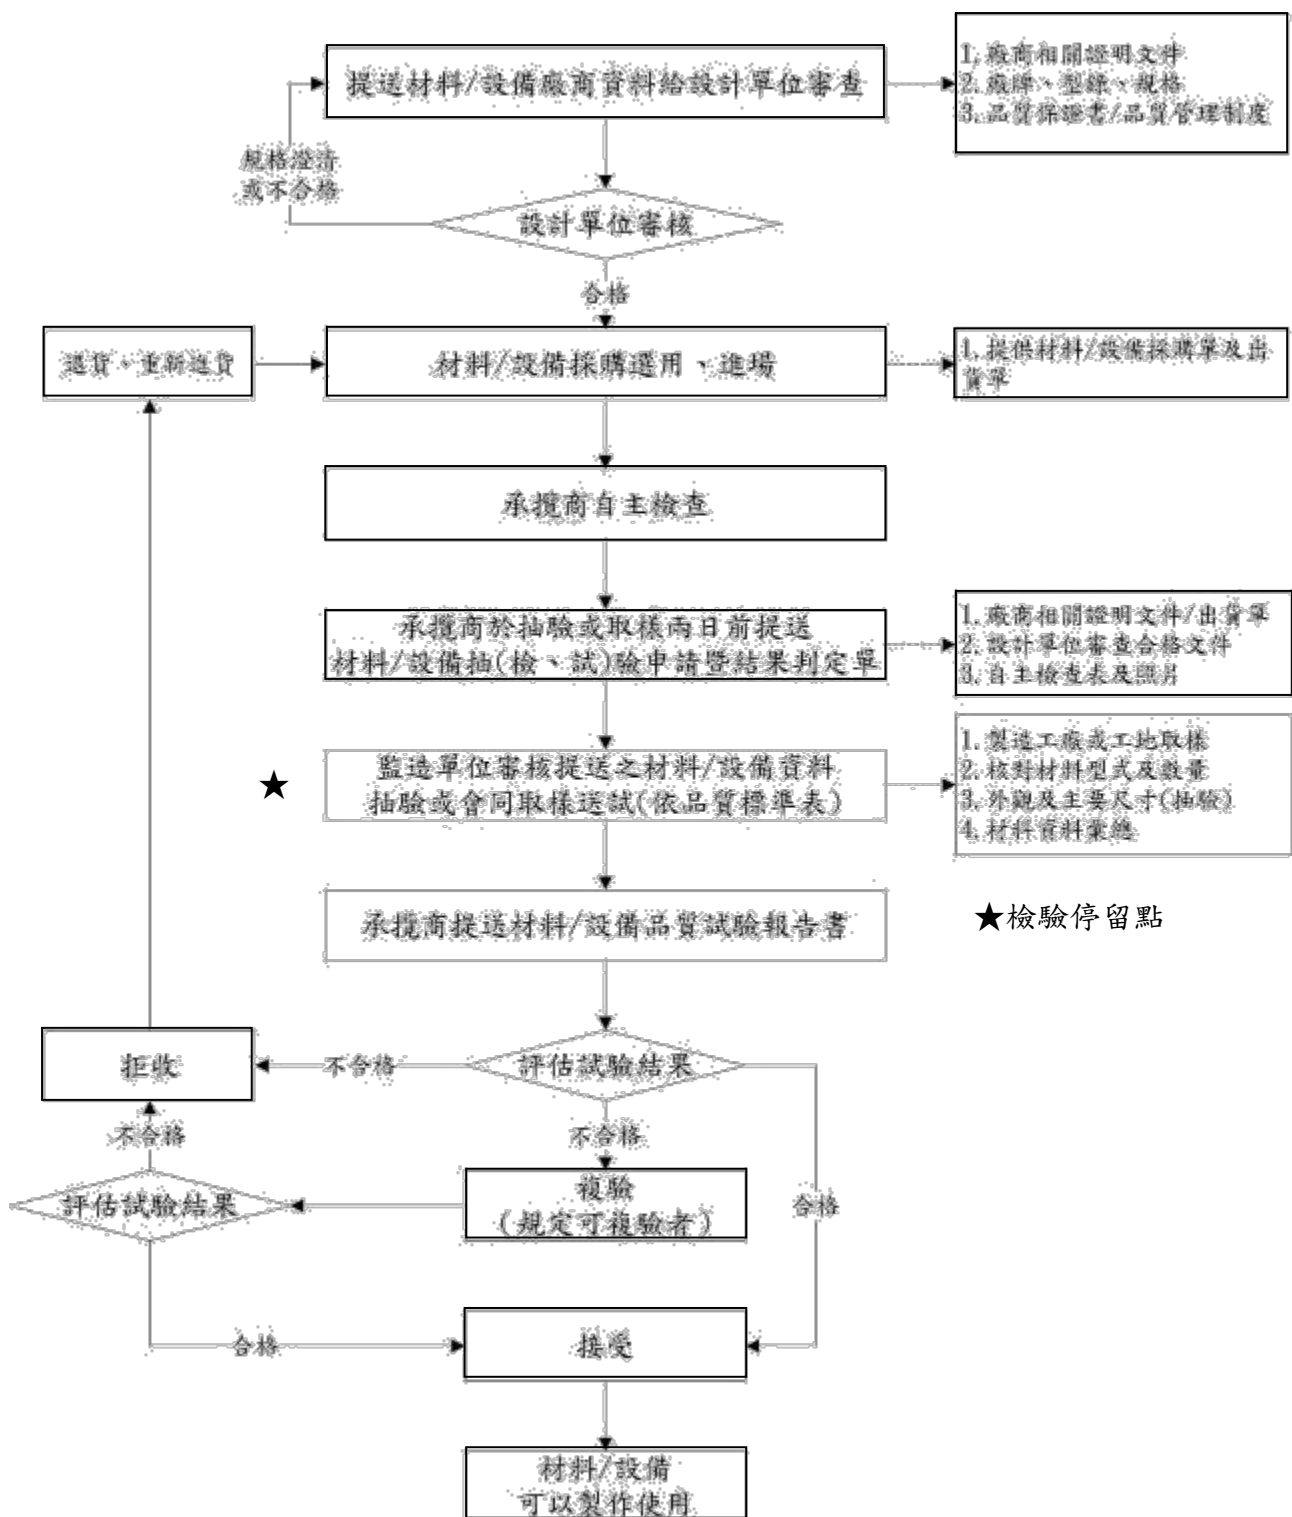 提送材料/設備廠商資料給設計單位審查
1. 廠商相關證明文件
2. 廠牌、型錄、規格
3. 品質保證書/品質管理制度
規格澄清
或不合格
設計單位審核
合格
退貨、重新進貨
材料/設備採購選用、進場
1. 提供材料/設備採購單及出
貨單
承攬商自主檢查
承攬商於抽驗或取樣兩日前提送
材料/設備抽(檢、試)驗申請暨結果判定單
1. 廠商相關證明文件/出貨單
2. 設計單位審查合格文件
3. 自主檢查表及照片
★
監造單位審核提送之材料/設備資料
抽驗或會同取樣送試(依品質標準表)
1. 製造工廠或工地取樣
2. 核對材料型式及數量
3. 外觀及主要尺寸(抽驗)
4. 材料資料彙總
承攬商提送材料/設備品質試驗報告書
★檢驗停留點
拒收
不合格
評估試驗結果
不合格
不合格
評估試驗結果
複驗
(規定可複驗者)
合格
合格
接受
材料/設備
可以製作使用